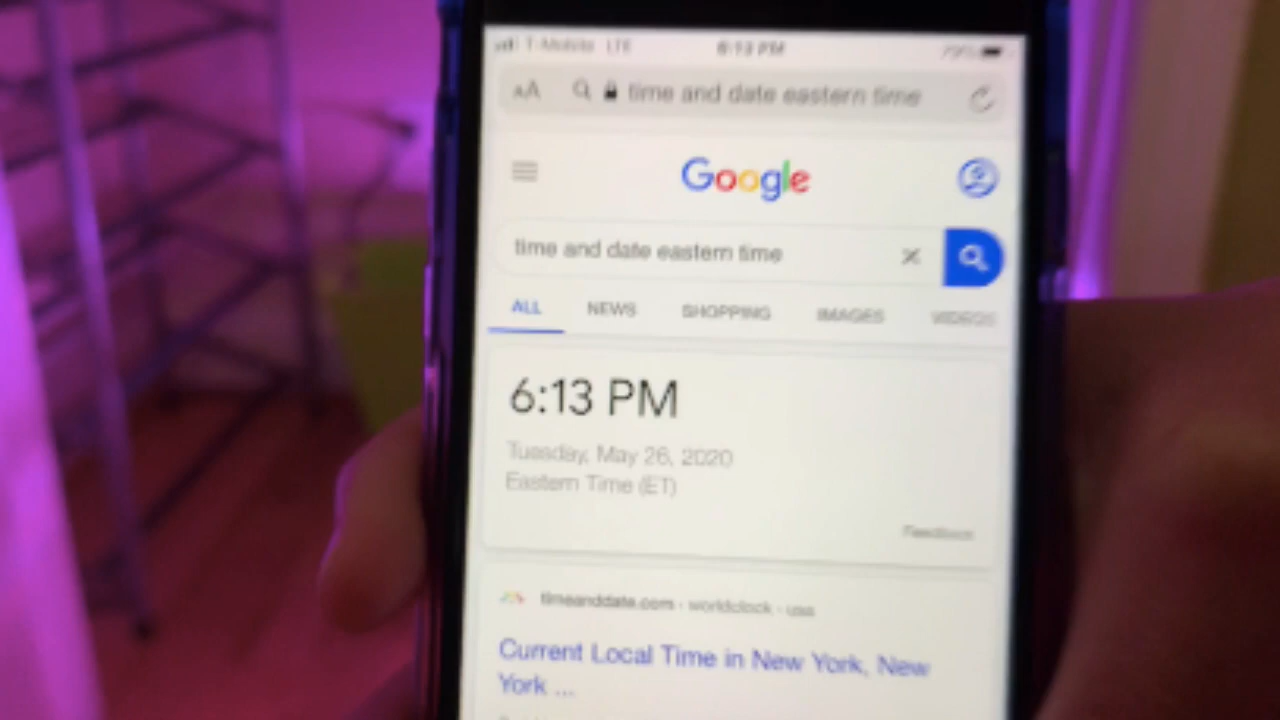 T-Mobile LTE 6:13 PM 79%
AA time and date eastern time
Google
time and date eastern time
ALL NEWS SHOPPING IMAGES VIDEOS
6:13 PM
Tuesday, May 26, 2020
Eastern Time (ET)
Feedback
timeanddate.com › worldclock › usa
Current Local Time in New York, New
York ...